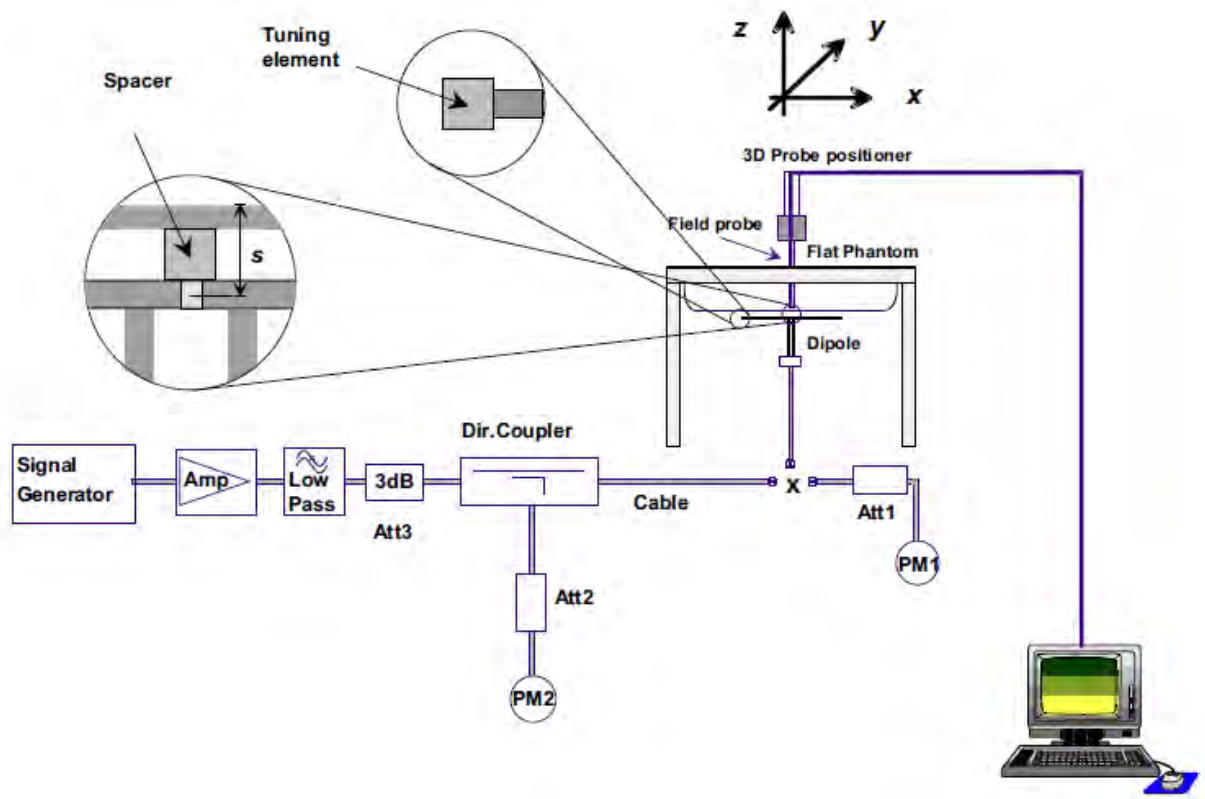 Tuning
element
Spacer
s
z
y
x
3D Probe positioner
Field probe
Flat Phantom
Dipole
Dir.Coupler
Signal
Generator
Amp
Low
Pass
3dB
Att3
Cable
x
Att1
PM1
Att2
PM2